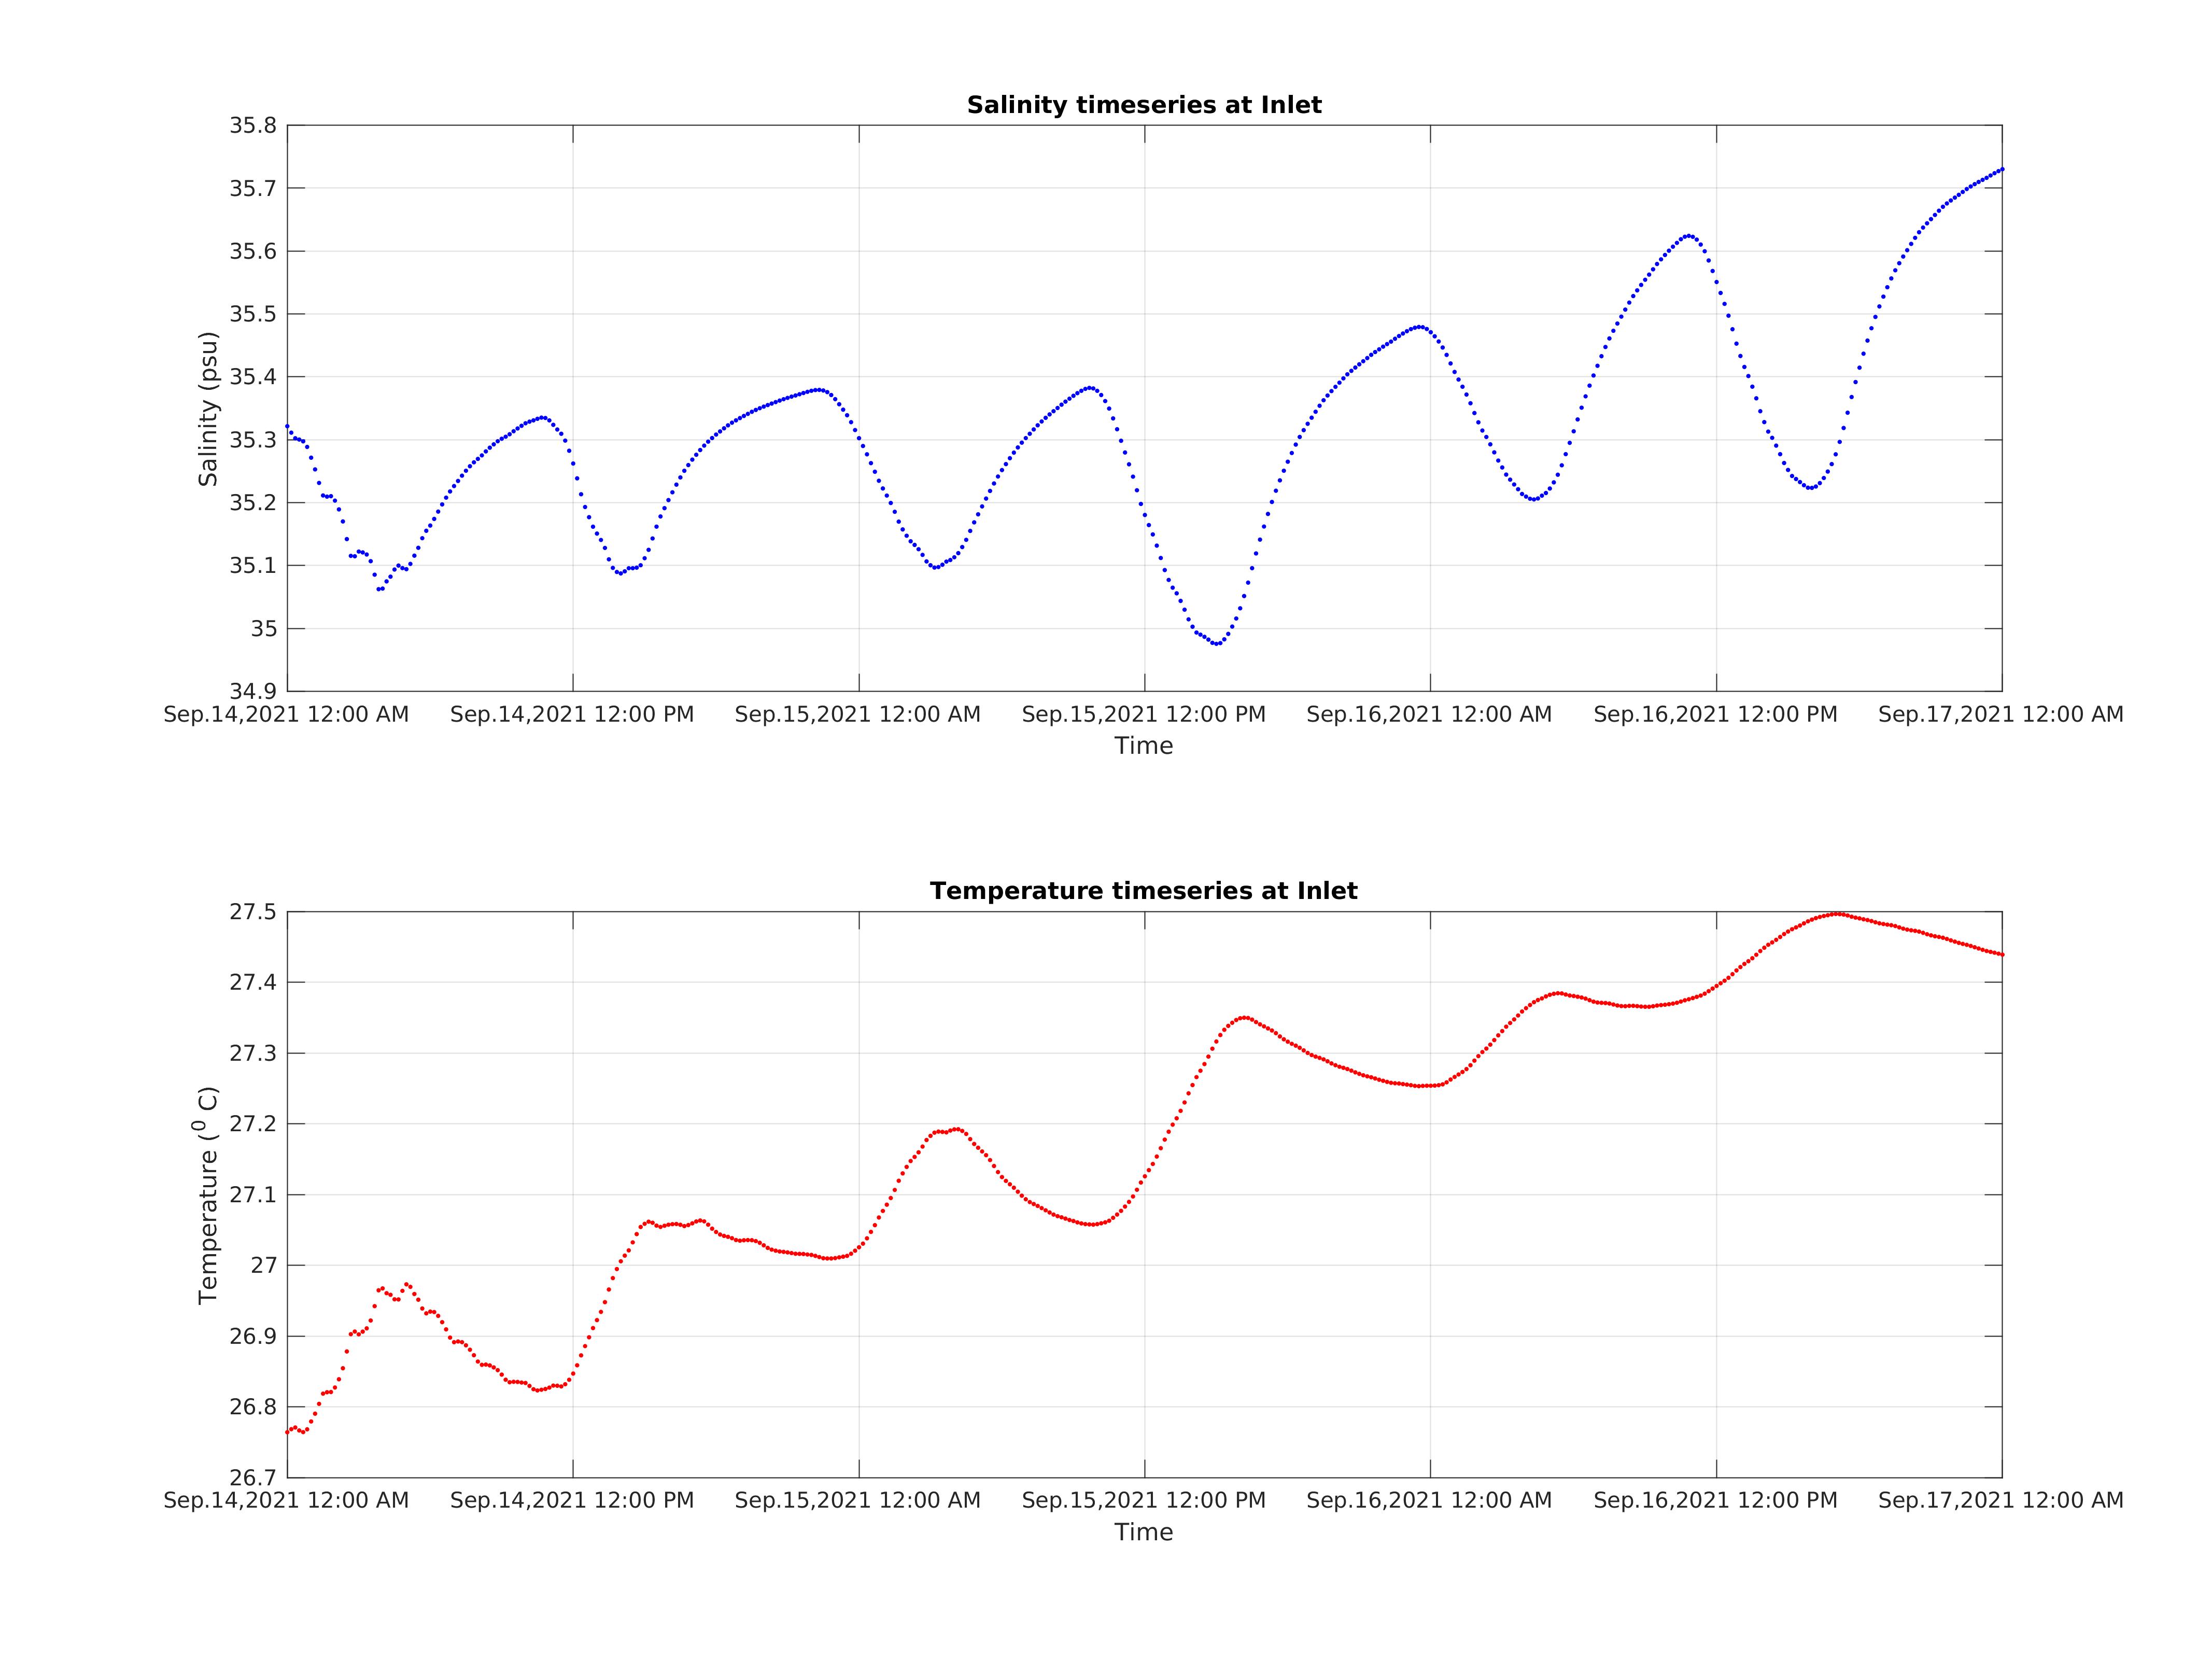 Salinity timeseries at Inlet
35.8
35.7
35.6
35.5
35.4
35.3
35.2
35.1
35
34.9
Salinity (psu)
Sep.14,2021 12:00 AM Sep.14,2021 12:00 PM Sep.15,2021 12:00 AM Sep.15,2021 12:00 PM Sep.16,2021 12:00 AM Sep.16,2021 12:00 PM Sep.17,2021 12:00 AM
Time
Temperature timeseries at Inlet
27.5
27.4
27.3
27.2
27.1
27
26.9
26.8
26.7
Temperature (⁰ C)
Sep.14,2021 12:00 AM Sep.14,2021 12:00 PM Sep.15,2021 12:00 AM Sep.15,2021 12:00 PM Sep.16,2021 12:00 AM Sep.16,2021 12:00 PM Sep.17,2021 12:00 AM
Time